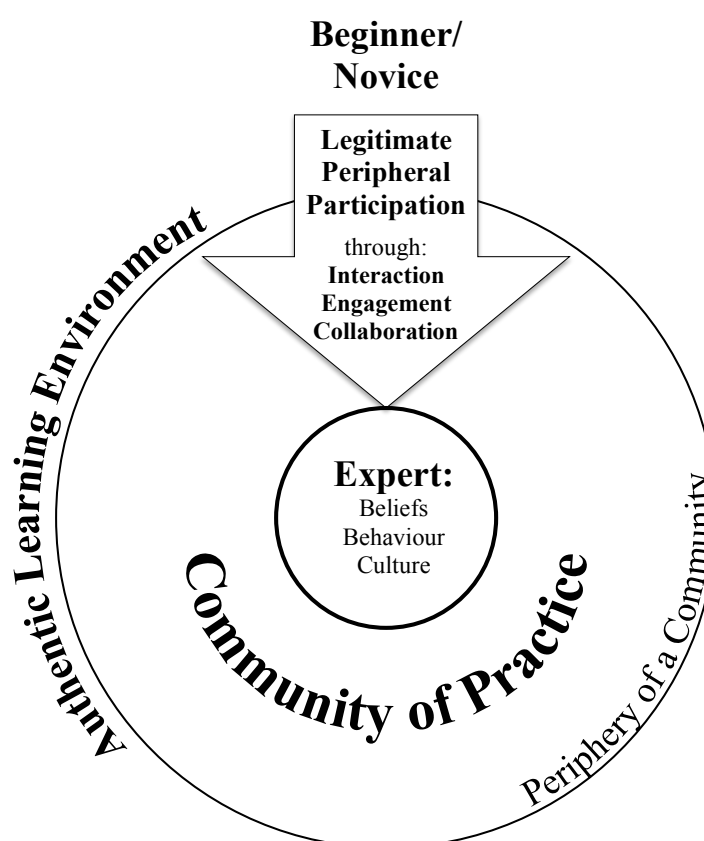 Beginner/
Novice
Legitimate
Peripheral
Participation
through:
Interaction
Engagement
Collaboration
Authentic Learning Environment
Expert:
Beliefs
Behaviour
Culture
Community of Practice
Periphery of a Community